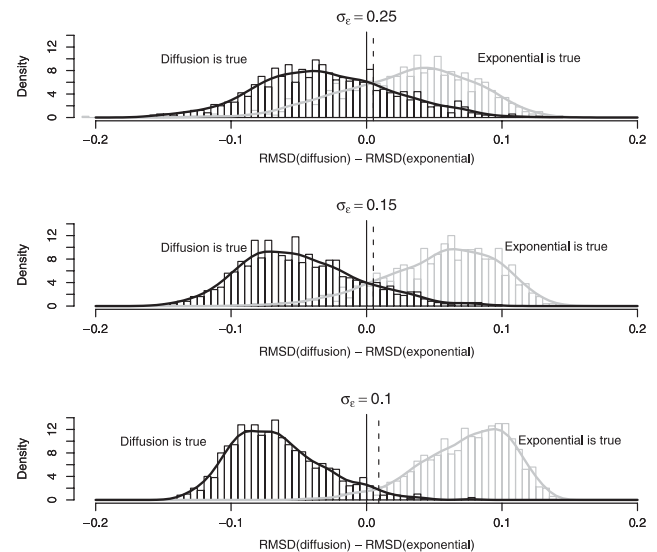 σε = 0.25
Density
12
8
4
0
Diffusion is true
Exponential is true
−0.2 −0.1 0.0 0.1 0.2
RMSD(diffusion) − RMSD(exponential)
σε = 0.15
Density
12
8
4
0
Diffusion is true
Exponential is true
−0.2 −0.1 0.0 0.1 0.2
RMSD(diffusion) − RMSD(exponential)
σε = 0.1
Density
12
8
4
0
Diffusion is true
Exponential is true
−0.2 −0.1 0.0 0.1 0.2
RMSD(diffusion) − RMSD(exponential)